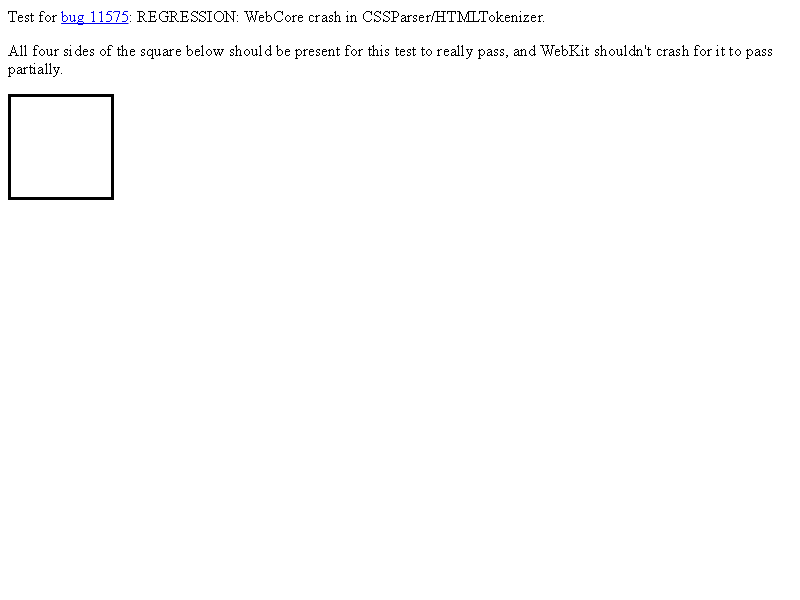 Test for bug 11575: REGRESSION: WebCore crash in CSSParser/HTMLTokenizer.
All four sides of the square below should be present for this test to really pass, and WebKit shouldn't crash for it to pass
partially.